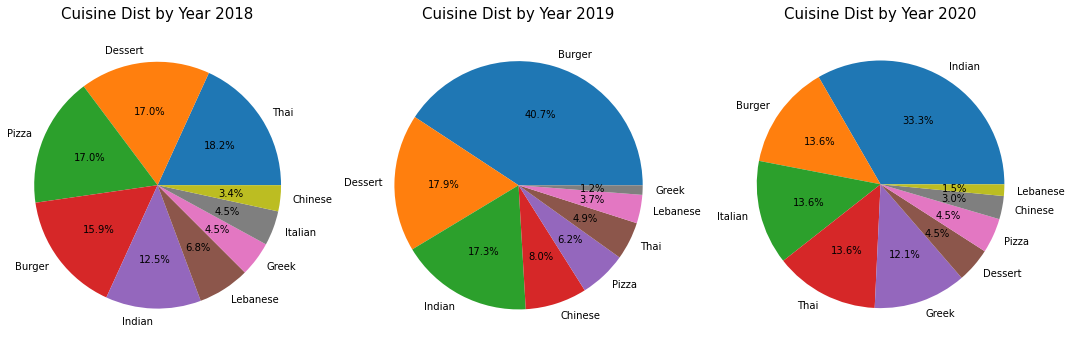 Cuisine Dist by Year 2018
Thai
18.2%
Dessert
17.0%
Pizza
17.0%
Burger
15.9%
Indian
12.5%
Lebanese
6.8%
Greek
4.5%
Italian
4.5%
Chinese
3.4%
Cuisine Dist by Year 2019
Burger
40.7%
Dessert
17.9%
Indian
17.3%
Chinese
8.0%
Pizza
6.2%
Thai
4.9%
Lebanese
3.7%
Greek
1.2%
Cuisine Dist by Year 2020
Indian
33.3%
Burger
13.6%
Italian
13.6%
Thai
13.6%
Greek
12.1%
Dessert
4.5%
Pizza
4.5%
Chinese
3.0%
Lebanese
1.5%